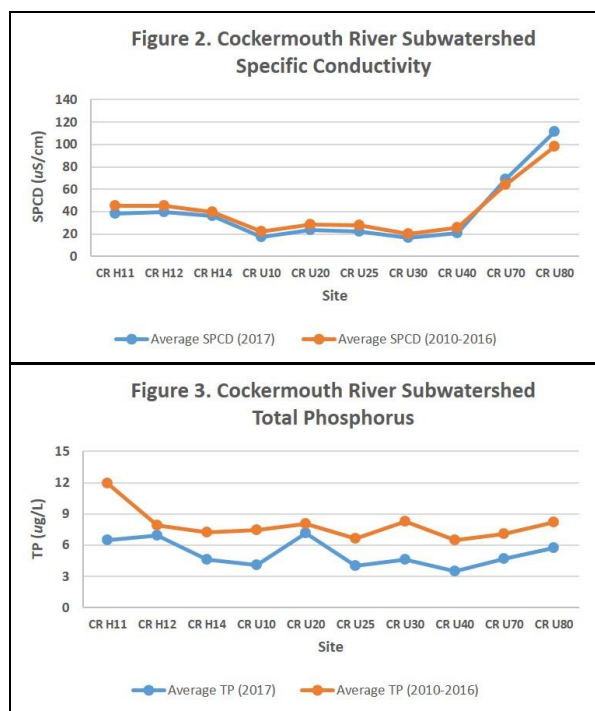 Figure 2. Cockermouth River Subwatershed
Specific Conductivity
140
120
100
80
60
40
20
0
SPCD (uS/cm)
CR H11 CR H12 CR H14 CR U10 CR U20 CR U25 CR U30 CR U40 CR U70 CR U80
Site
Average SPCD (2017) Average SPCD (2010-2016)
Figure 3. Cockermouth River Subwatershed
Total Phosphorus
15
12
9
6
3
0
TP (ug/L)
CR H11 CR H12 CR H14 CR U10 CR U20 CR U25 CR U30 CR U40 CR U70 CR U80
Site
Average TP (2017) Average TP (2010-2016)